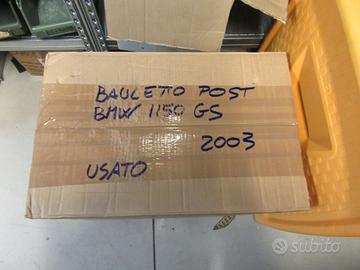 BAULETTO POST
BMW 1150 GS
2003
USATO
subito